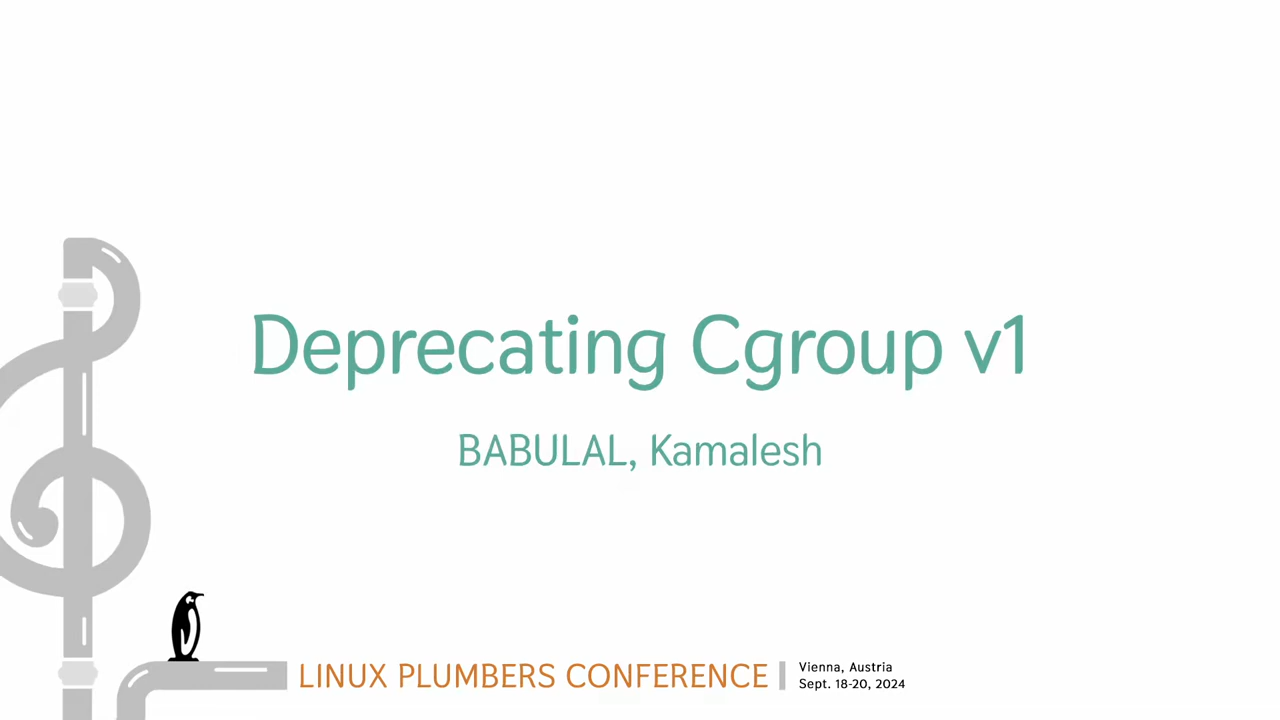 Deprecating Cgroup v1
BABULAL, Kamalesh
LINUX PLUMBERS CONFERENCE
Vienna, Austria
Sept. 18-20, 2024